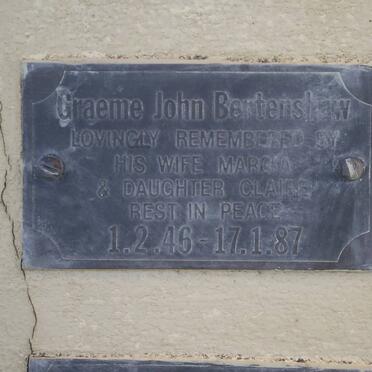 Graeme John Bertenshaw
LOVINGLY REMEMBERED BY
HIS WIFE MARCIA
& DAUGHTER CLAIRE
REST IN PEACE
1.2.46 - 17.1.87